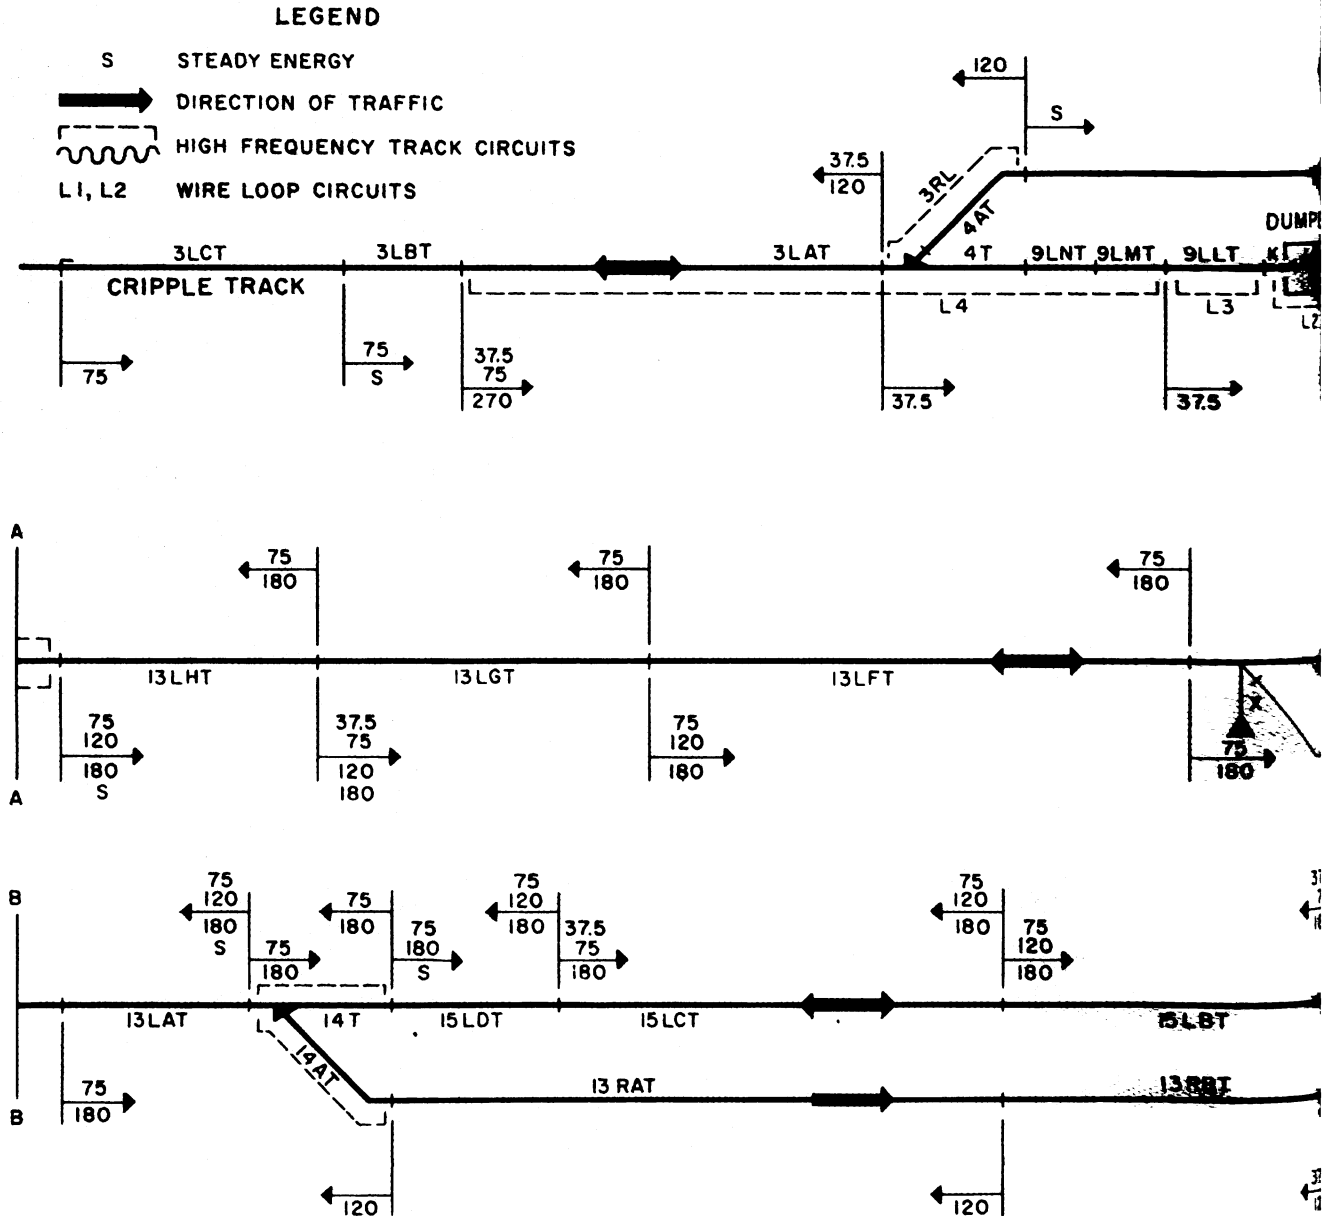 LEGEND
S STEADY ENERGY
DIRECTION OF TRAFFIC
HIGH FREQUENCY TRACK CIRCUITS
L1, L2 WIRE LOOP CIRCUITS
120
S
37.5
120
3RL
4AT
DUMPE
3LCT 3LBT 3LAT 4T 9LNT 9LMT 9LLT K
CRIPPLE TRACK
L4 L3 L2
75
75
S
37.5
75
270
37.5
37.5
A
75
180
75
180
75
180
13LHT 13LGT 13LFT
X
X
75
120
180
S
37.5
75
120
180
75
120
180
75
180
A
B
75
120
180
S
75
180
75
180
75
180
S
75
120
180
37.5
75
180
75
120
180
75
120
180
13LAT 14T 15LDT 15LCT 15LBT
14AT
13RAT 13RBT
75
180
B
120
120